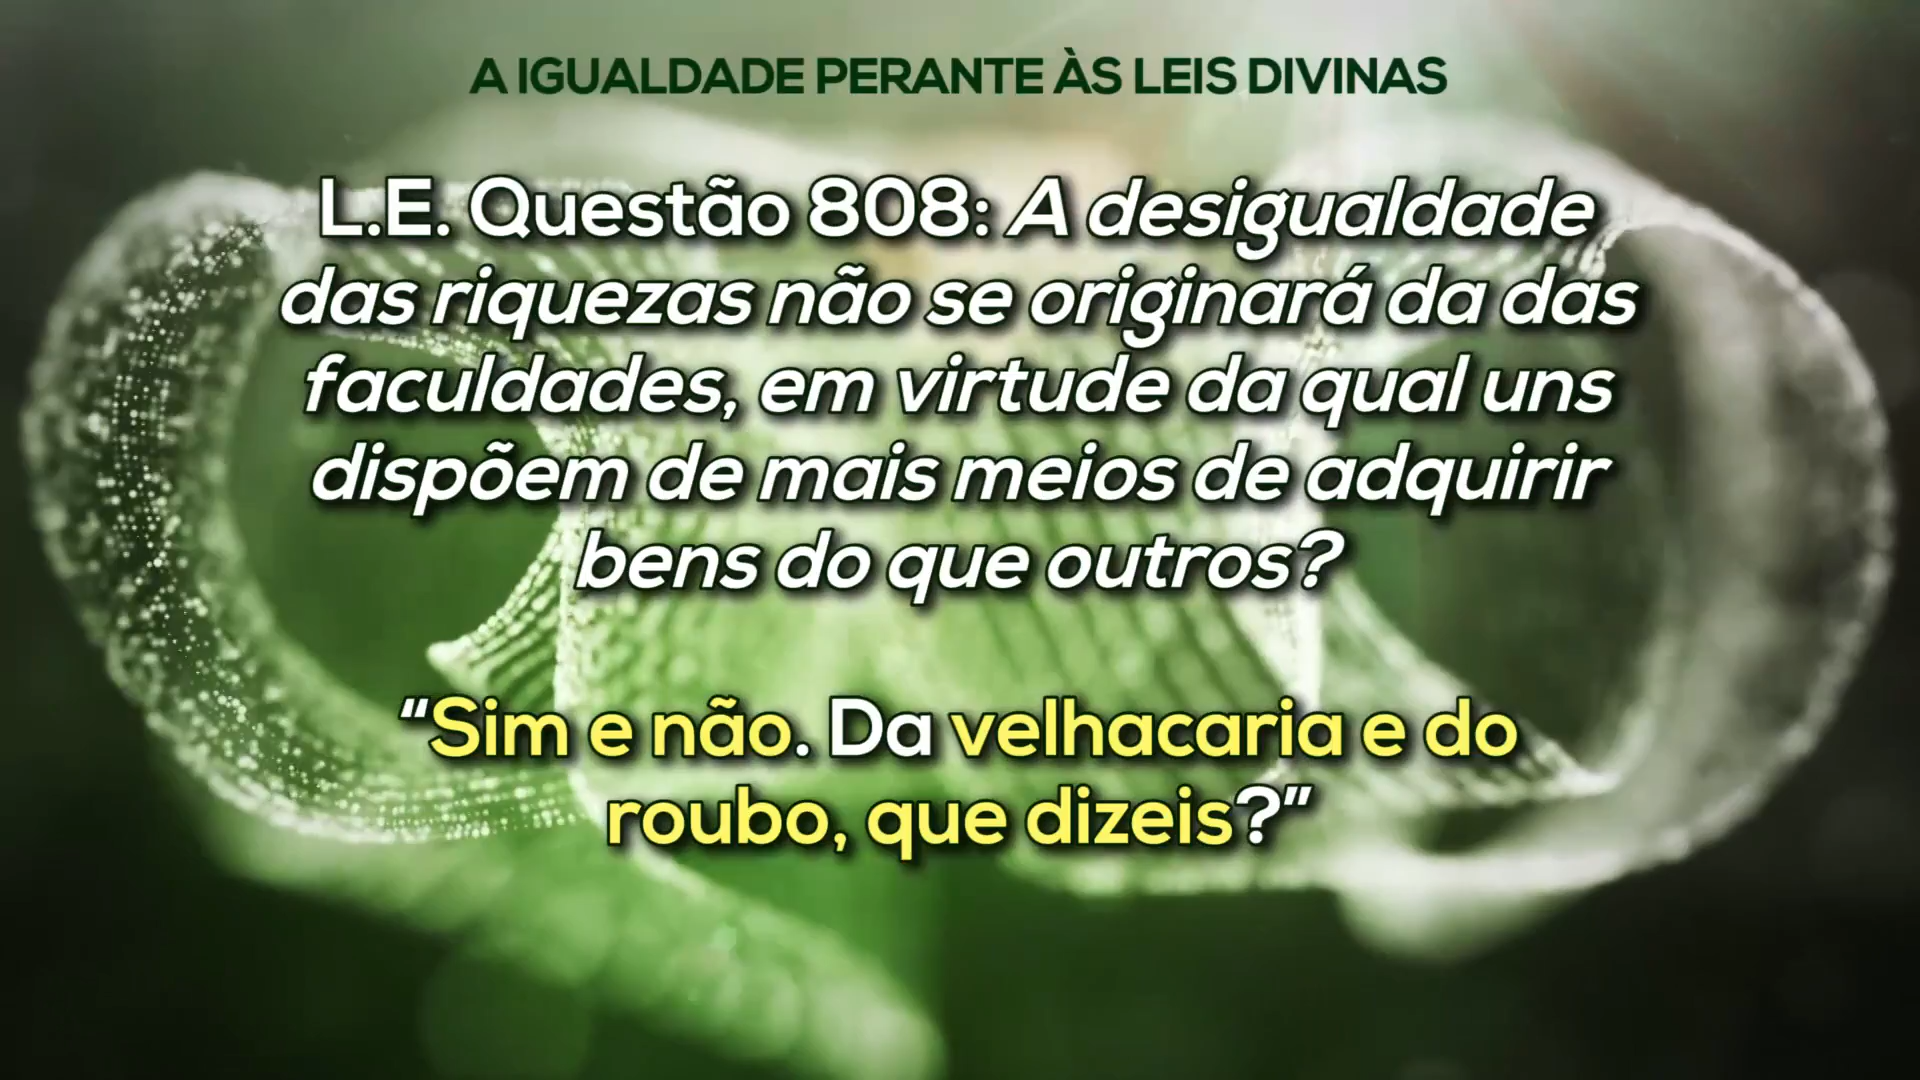 A IGUALDADE PERANTE ÀS LEIS DIVINAS
L.E. Questão 808: A desigualdade
das riquezas não se originará da das
faculdades, em virtude da qual uns
dispõem de mais meios de adquirir
bens do que outros?
“Sim e não. Da velhacaria e do
roubo, que dizeis?”